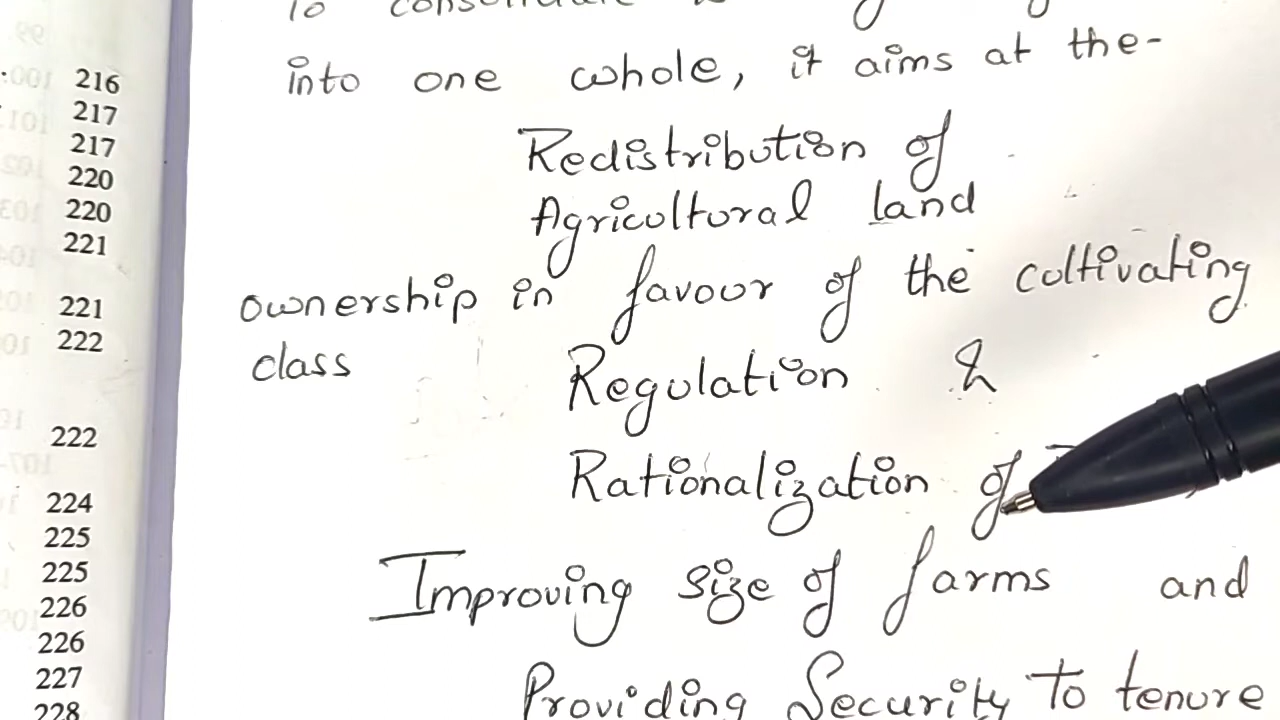 216
217
217
220
220
221
221
222
222
224
225
225
226
226
227
228
To
into one whole, it aims at the-
Redistribution of
Agricultural land
ownership in favour of the cultivating
class
Regulation &
Rationalization of
Improving size of farms and
Providing Security To tenure